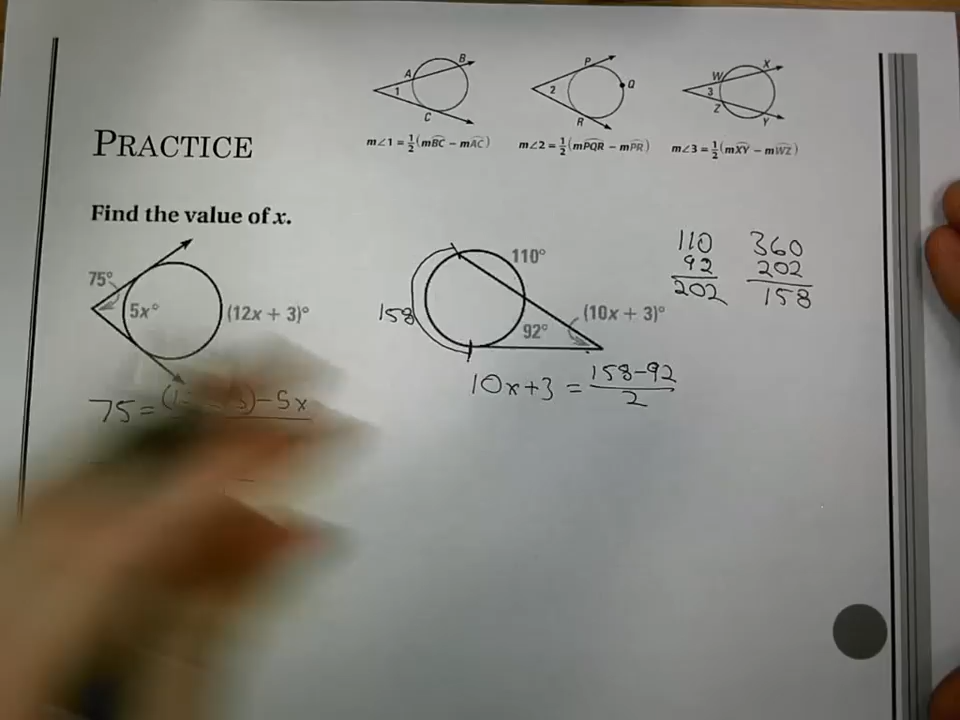 A B
1
C
P
2 Q
R
W X
3
Z Y
m∠1 = 1/2(mBC − mAC) m∠2 = 1/2(mPQR − mPR) m∠3 = 1/2(mXY − mWZ)
PRACTICE
Find the value of x.
75°
5x° (12x + 3)°
110°
158
92° (10x + 3)°
110
92
202
360
202
158
10x+3 = 158-92
2
75= ) -5x